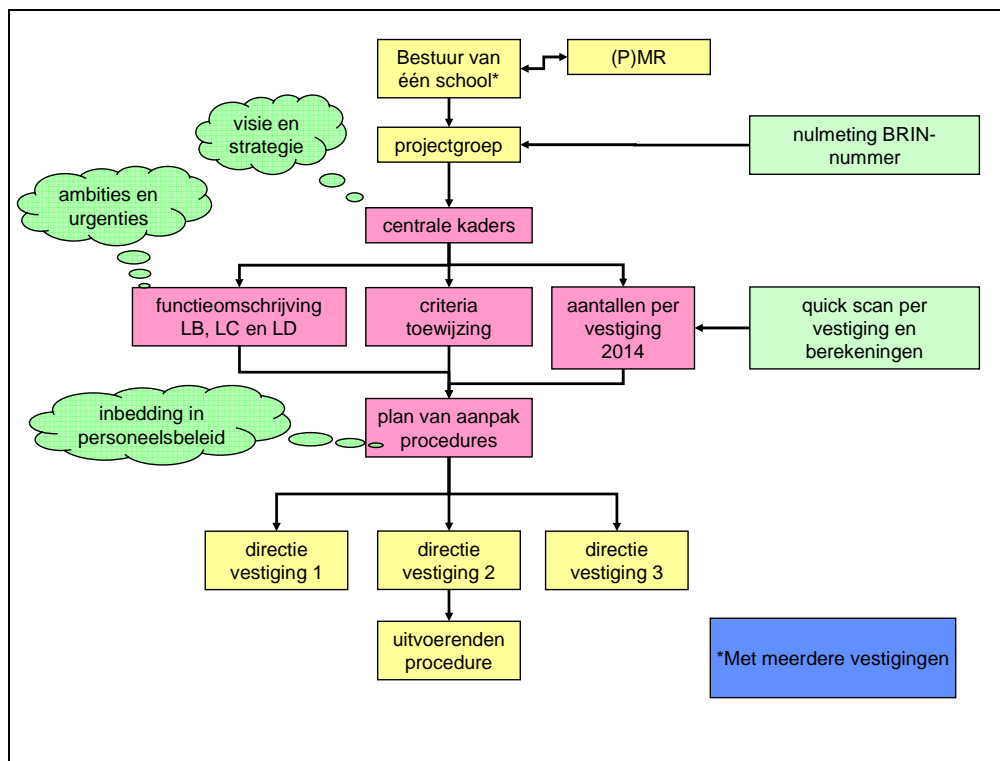 Bestuur van
één school*
(P)MR
visie en
strategie
projectgroep
nulmeting BRIN-
nummer
ambities en
urgenties
centrale kaders
functieomschrijving
LB, LC en LD
criteria
toewijzing
aantallen per
vestiging
2014
quick scan per
vestiging en
berekeningen
inbedding in
personeelsbeleid
plan van aanpak
procedures
directie
vestiging 1
directie
vestiging 2
directie
vestiging 3
uitvoerenden
procedure
*Met meerdere vestigingen